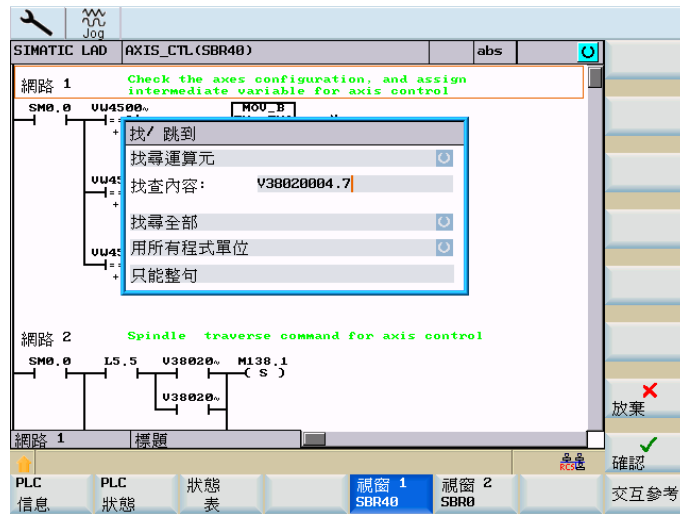 Jog
SIMATIC LAD AXIS_CTL(SBR40) abs
網路 1 Check the axes configuration, and assign
intermediate variable for axis control
SM0.0 VW4500~ MOV_B
找/ 跳到
找尋運算元
找查內容: V38020004.7
找尋全部
用所有程式單位
只能整句
VW45
VW45
網路 2 Spindle traverse command for axis control
SM0.0 L5.5 V38020~ M138.1
( S )
V38020~
網路 1 標題
放棄
確認
交互參考
RCS
PLC 信息
PLC 狀態
狀態表
視窗 1 SBR40
視窗 2 SBR0